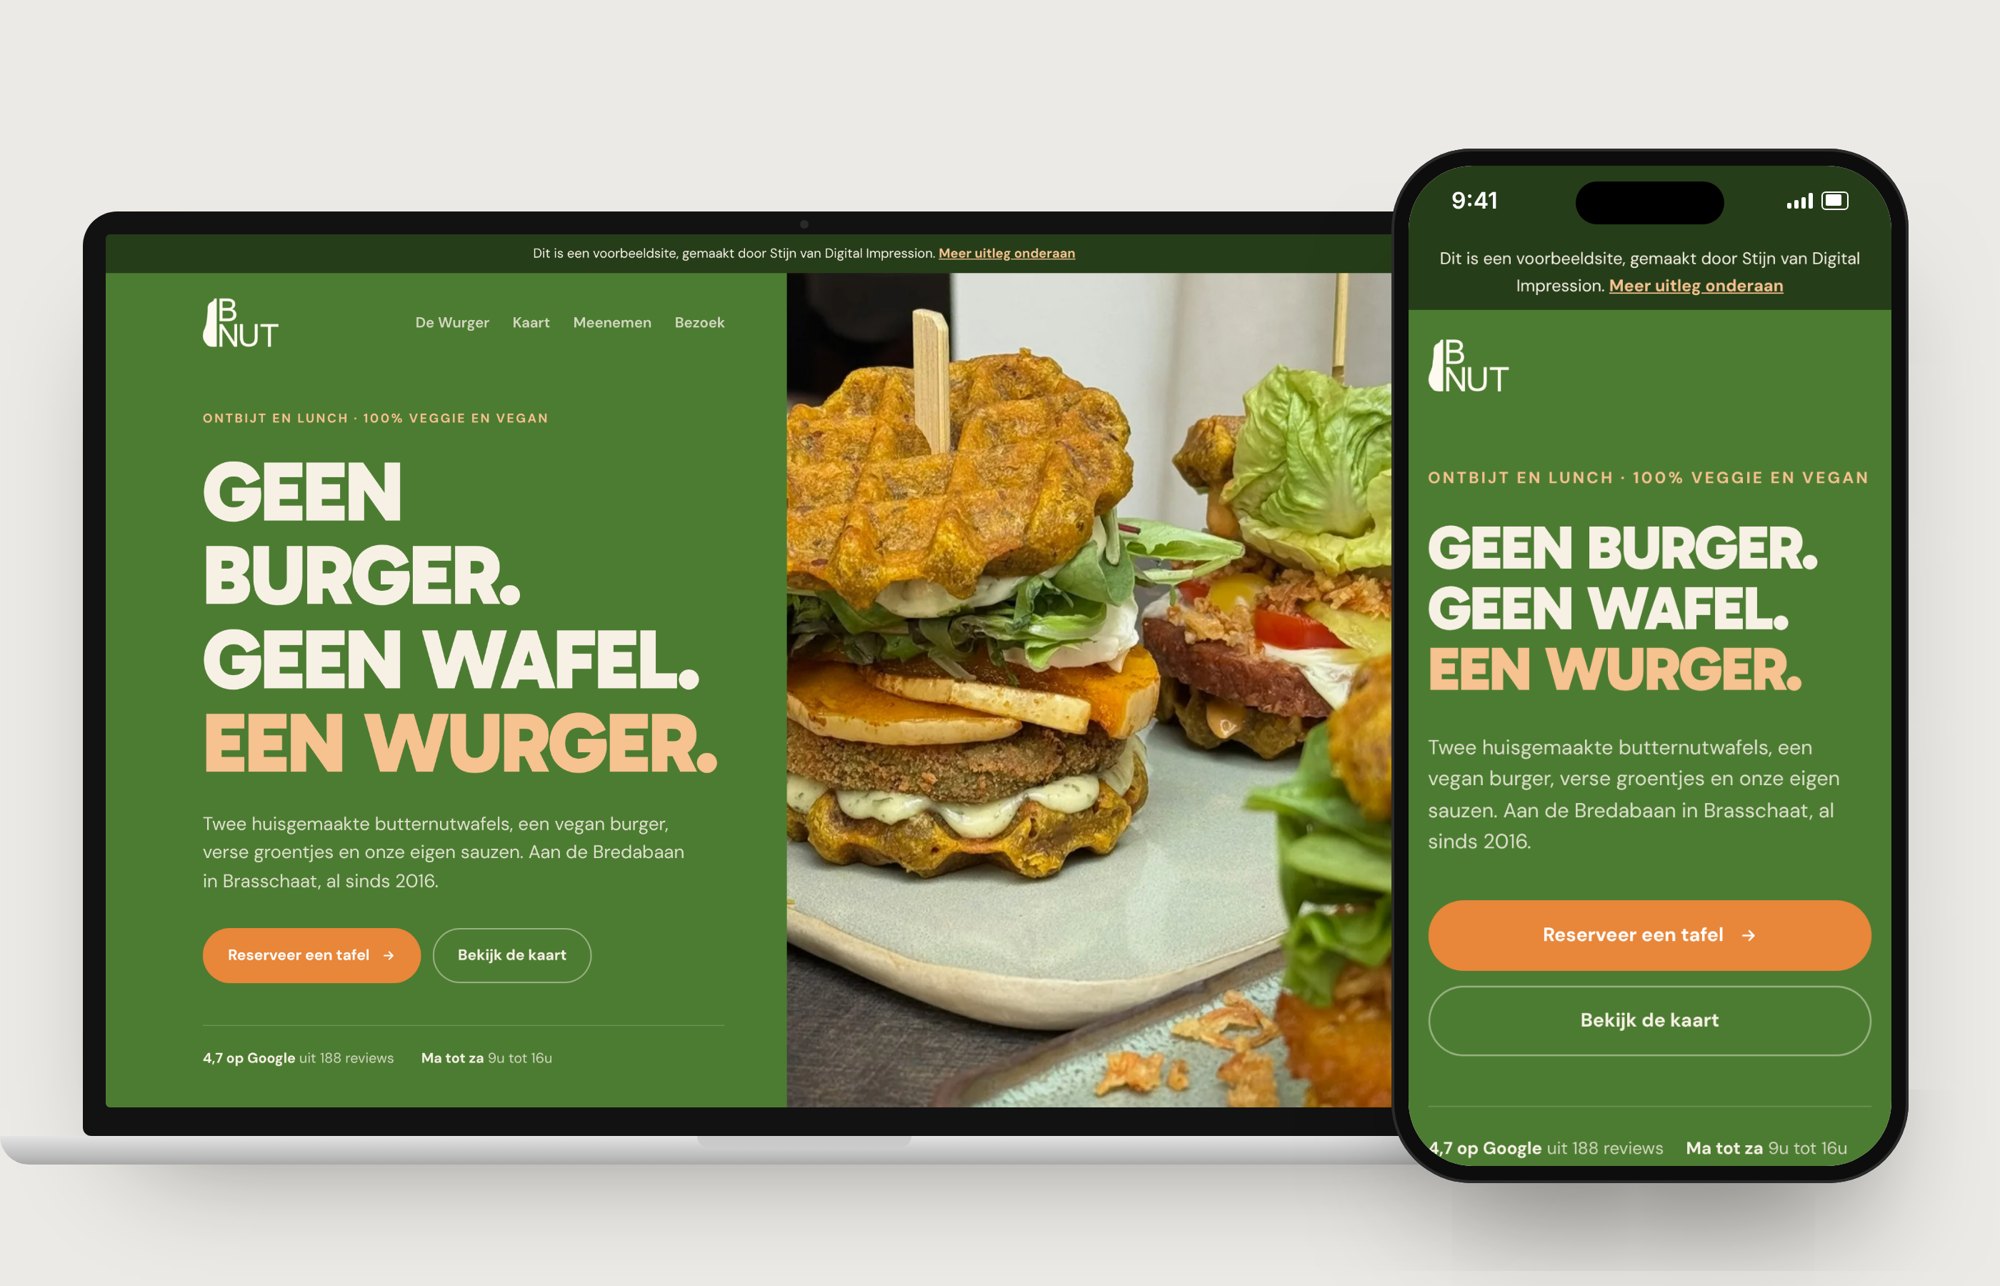 Dit is een voorbeeldsite, gemaakt door Stijn van Digital Impression. Meer uitleg onderaan
B
NUT
De Wurger Kaart Meenemen Bezoek
ONTBIJT EN LUNCH · 100% VEGGIE EN VEGAN
GEEN
BURGER.
GEEN WAFEL.
EEN WURGER.
Twee huisgemaakte butternutwafels, een vegan burger,
verse groentjes en onze eigen sauzen. Aan de Bredabaan
in Brasschaat, al sinds 2016.
Reserveer een tafel → Bekijk de kaart
4,7 op Google uit 188 reviews Ma tot za 9u tot 16u
9:41
Dit is een voorbeeldsite, gemaakt door Stijn van Digital
Impression. Meer uitleg onderaan
B
NUT
ONTBIJT EN LUNCH · 100% VEGGIE EN VEGAN
GEEN BURGER.
GEEN WAFEL.
EEN WURGER.
Twee huisgemaakte butternutwafels, een
vegan burger, verse groentjes en onze eigen
sauzen. Aan de Bredabaan in Brasschaat, al
sinds 2016.
Reserveer een tafel →
Bekijk de kaart
4,7 op Google uit 188 reviews Ma tot za 9u tot 16u